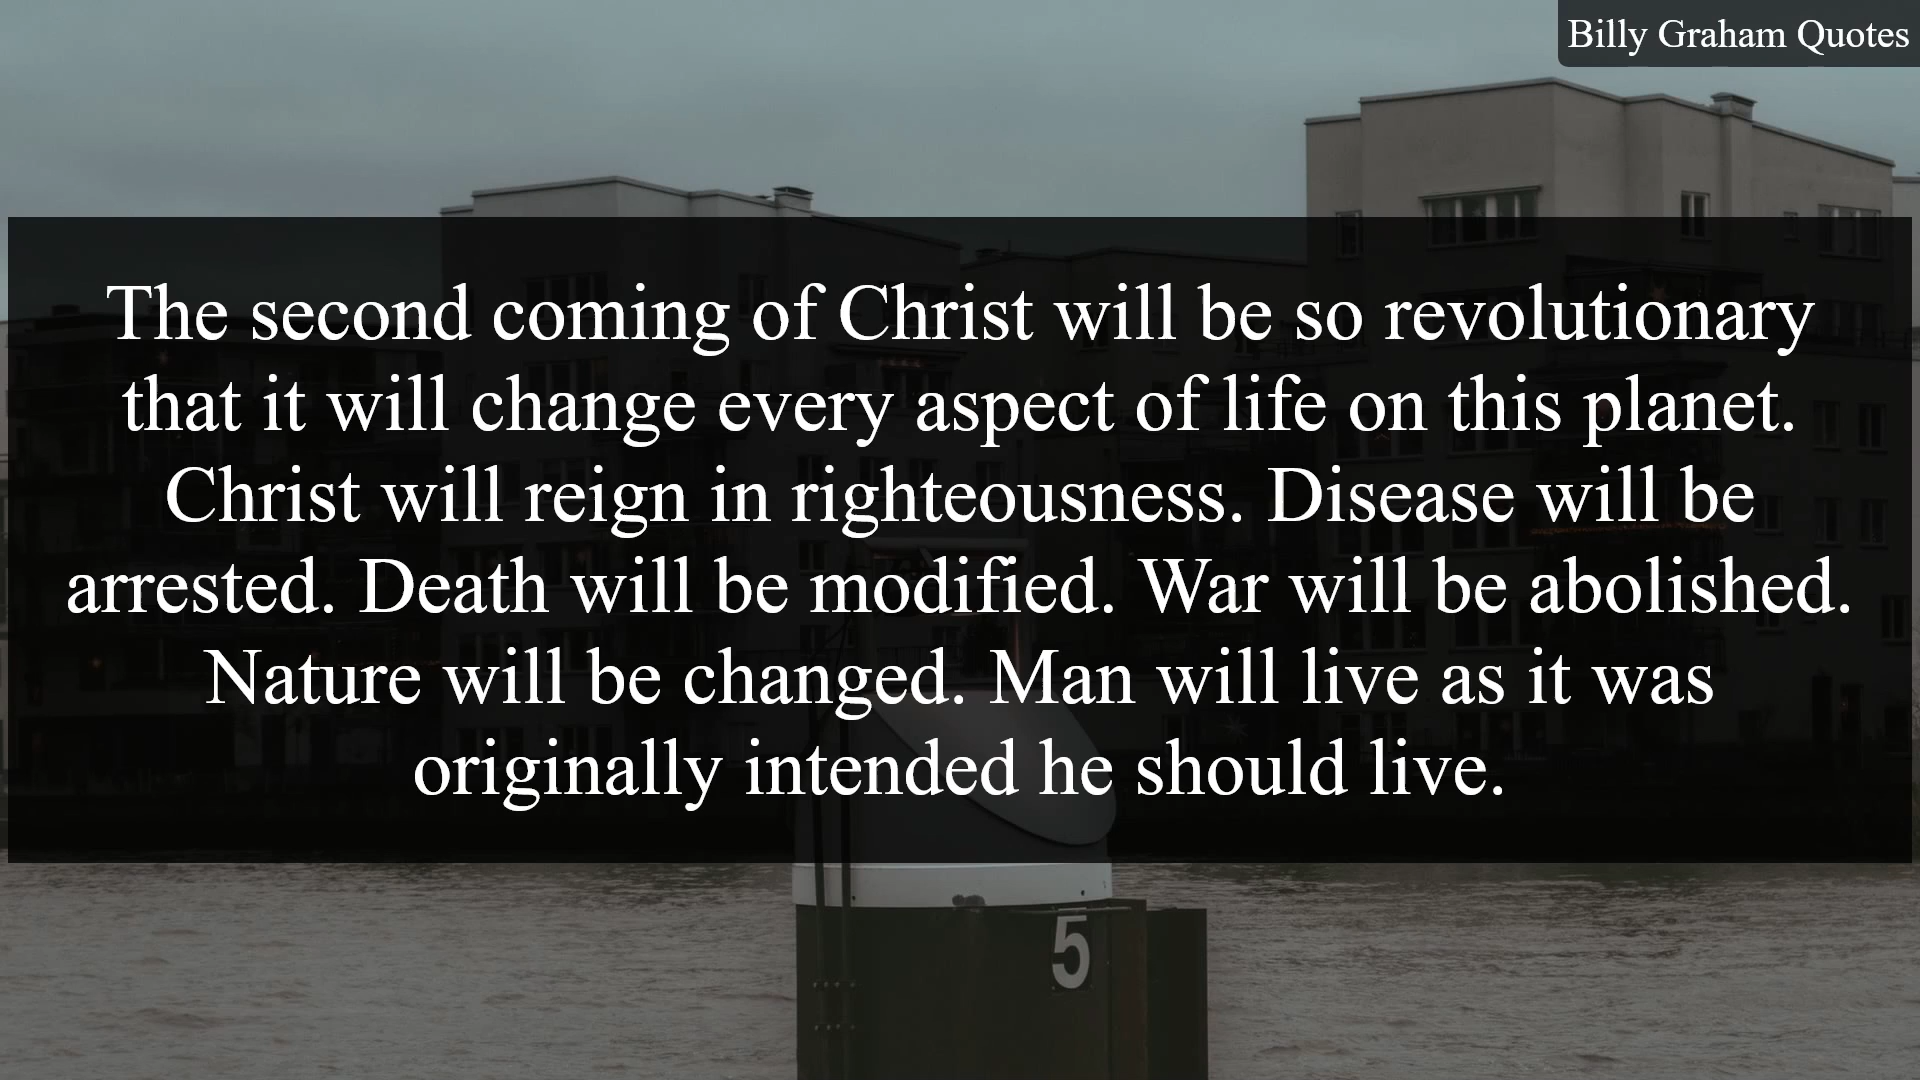 Billy Graham Quotes
The second coming of Christ will be so revolutionary
that it will change every aspect of life on this planet.
Christ will reign in righteousness. Disease will be
arrested. Death will be modified. War will be abolished.
Nature will be changed. Man will live as it was
originally intended he should live.
5